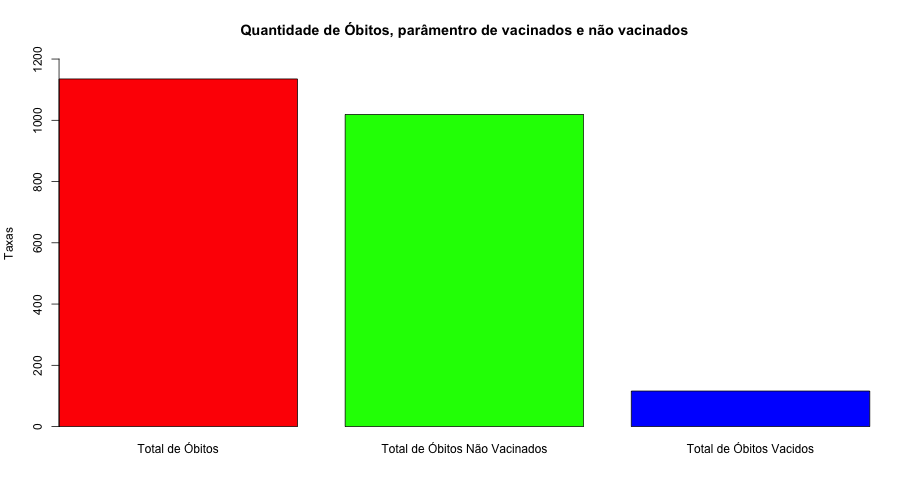 Quantidade de Óbitos, parâmentro de vacinados e não vacinados
1200
1000
800
600
400
200
0
Taxas
Total de Óbitos
Total de Óbitos Não Vacinados
Total de Óbitos Vacidos